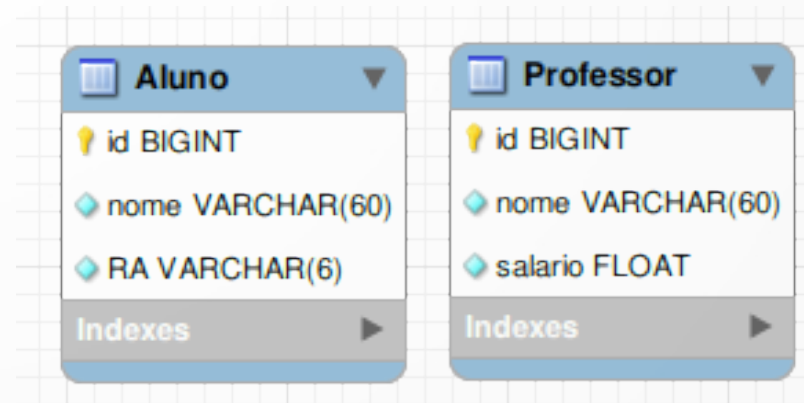 Aluno
id BIGINT
nome VARCHAR(60)
RA VARCHAR(6)
Indexes
Professor
id BIGINT
nome VARCHAR(60)
salario FLOAT
Indexes